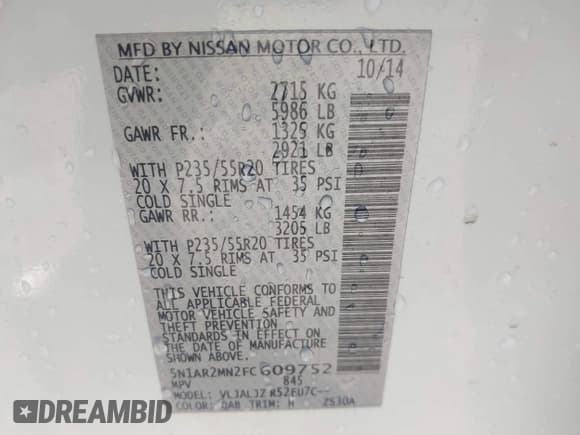 MFD BY NISSAN MOTOR CO., LTD.
DATE: 10/14
GVWR: 2715 KG
5986 LB
GAWR FR.: 1325 KG
2921 LB
WITH P235/55R20 TIRES
20 X 7.5 RIMS AT 35 PSI
COLD SINGLE
GAWR RR.: 1454 KG
3205 LB
WITH P235/55R20 TIRES
20 X 7.5 RIMS AT 35 PSI
COLD SINGLE
THIS VEHICLE CONFORMS TO
ALL APPLICABLE FEDERAL
MOTOR VEHICLE SAFETY AND
THEFT PREVENTION
STANDARDS IN EFFECT ON
THE DATE OF MANUFACTURE
SHOWN ABOVE.
5N1AR2MN2FC609752
MPV 845
MODEL: VLJALJZ R52EU7C--
COLOR: QAB TRIM: H 2S30A
© DAVID AUTO AUCTION